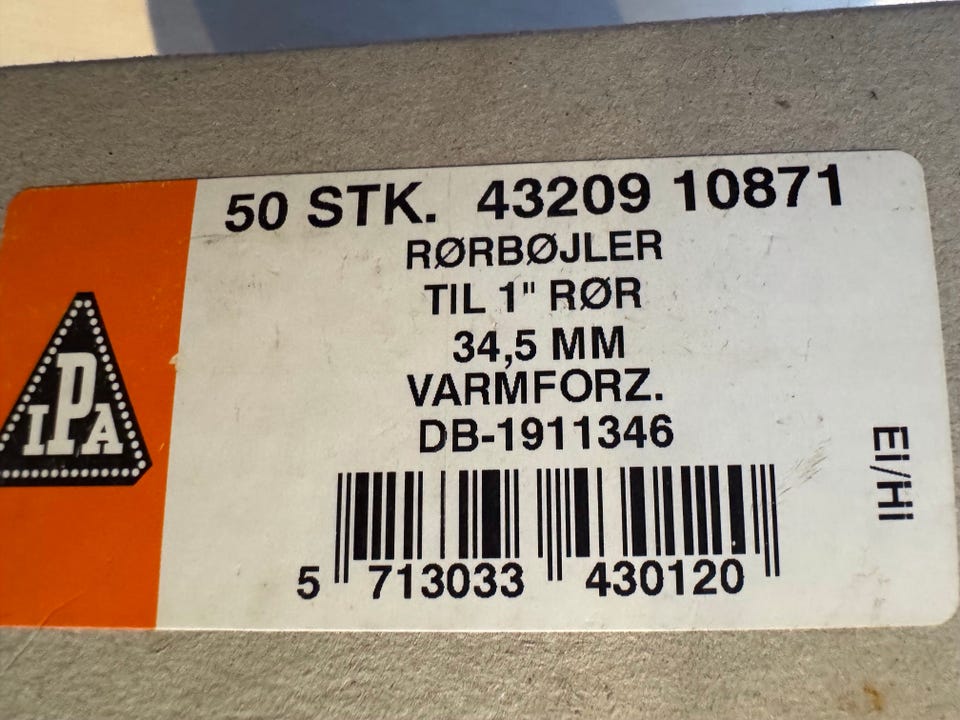 50 STK. 43209 10871
RØRBØJLER
TIL 1" RØR
34,5 MM
VARMFORZ.
DB-1911346
IPA
Ei/Hi
5 713033 430120